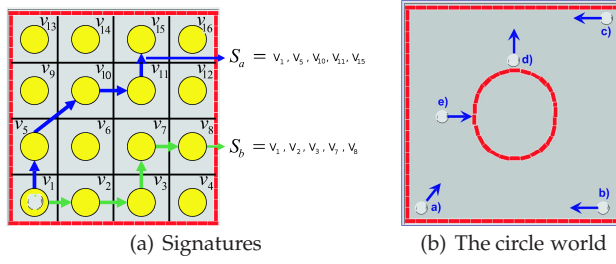 v13 v14 v15 v16
v9 v10 v11 v12
v5 v6 v7 v8
v1 v2 v3 v4
Sa = v1 , v5 , v10 , v11 , v15
Sb = v1 , v2 , v3 , v7 , v8
(a) Signatures
c)
d)
e)
a)
b)
(b) The circle world